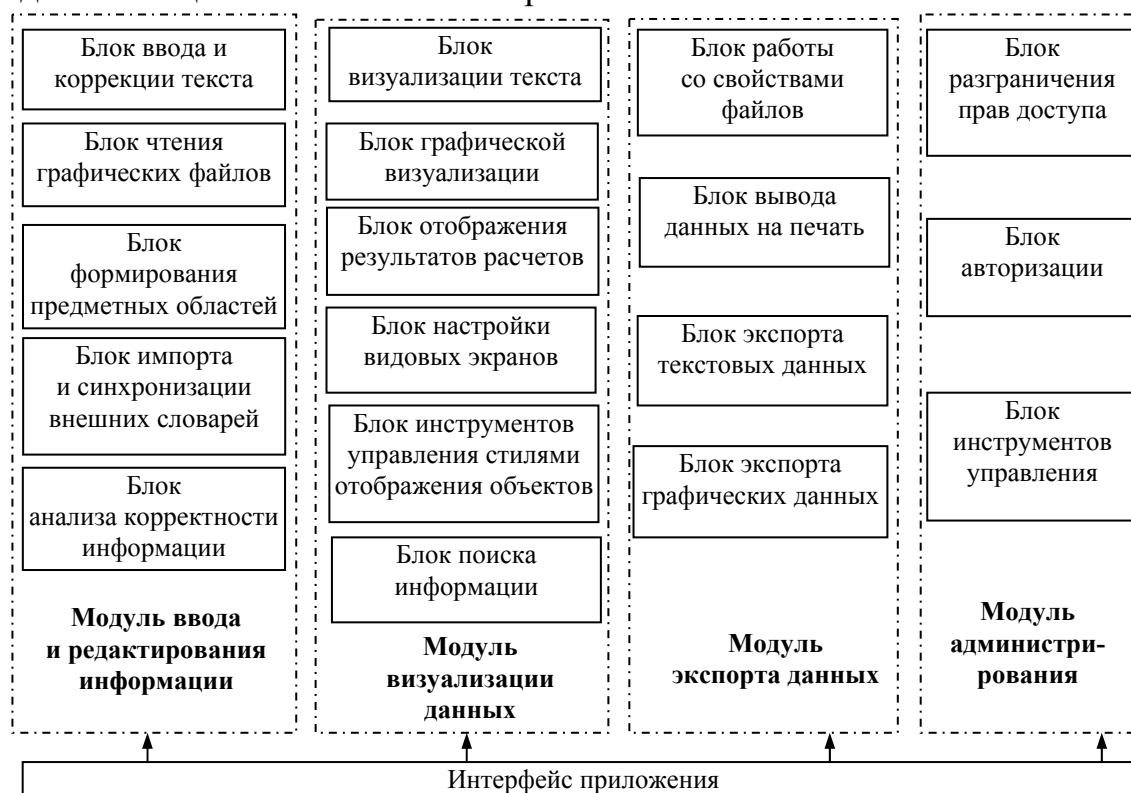 Блок ввода и
коррекции текста
Блок чтения
графических файлов
Блок
формирования
предметных областей
Блок импорта
и синхронизации
внешних словарей
Блок
анализа корректности
информации
Модуль ввода
и редактирования
информации
Блок
визуализации текста
Блок графической
визуализации
Блок отображения
результатов расчетов
Блок настройки
видовых экранов
Блок инструментов
управления стилями
отображения объектов
Блок поиска
информации
Модуль
визуализации
данных
Блок работы
со свойствами
файлов
Блок вывода
данных на печать
Блок экспорта
текстовых данных
Блок экспорта
графических данных
Модуль
экспорта данных
Блок
разграничения
прав доступа
Блок
авторизации
Блок
инструментов
управления
Модуль
администри-
рования
Интерфейс приложения